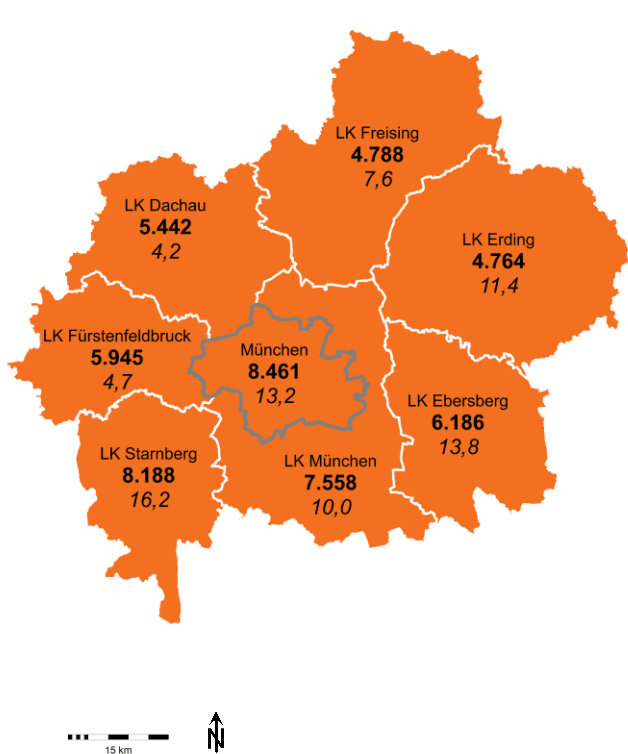 LK Freising
4.788
7,6
LK Dachau
5.442
4,2
LK Erding
4.764
11,4
LK Fürstenfeldbruck
5.945
4,7
München
8.461
13,2
LK Ebersberg
6.186
13,8
LK Starnberg
8.188
16,2
LK München
7.558
10,0
15 km
N